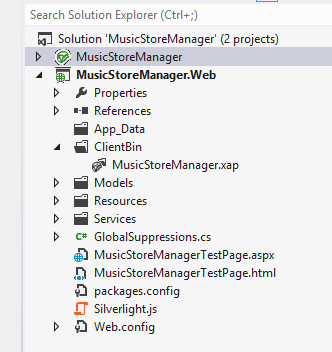 Search Solution Explorer (Ctrl+;)
Solution 'MusicStoreManager' (2 projects)
MusicStoreManager
MusicStoreManager.Web
Properties
References
App_Data
ClientBin
MusicStoreManager.xap
Models
Resources
Services
C# GlobalSuppressions.cs
MusicStoreManagerTestPage.aspx
MusicStoreManagerTestPage.html
packages.config
Silverlight.js
Web.config